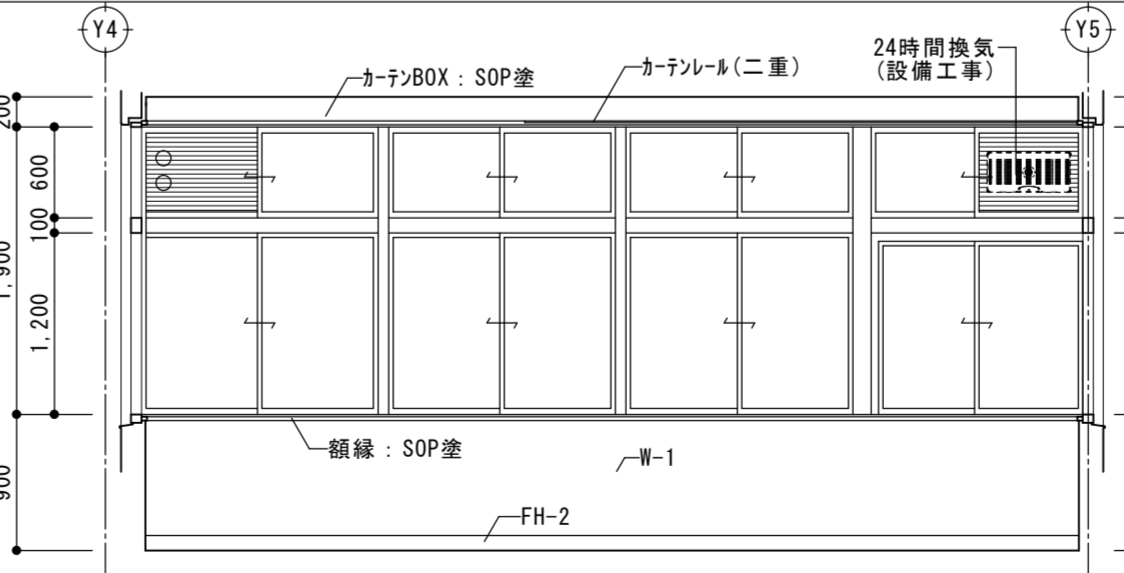 Y4
Y5
24時間換気
(設備工事)
カーテンBOX : SOP塗
カーテンレール(二重)
200
600
100
1,900
1,200
額縁 : SOP塗
W-1
900
FH-2